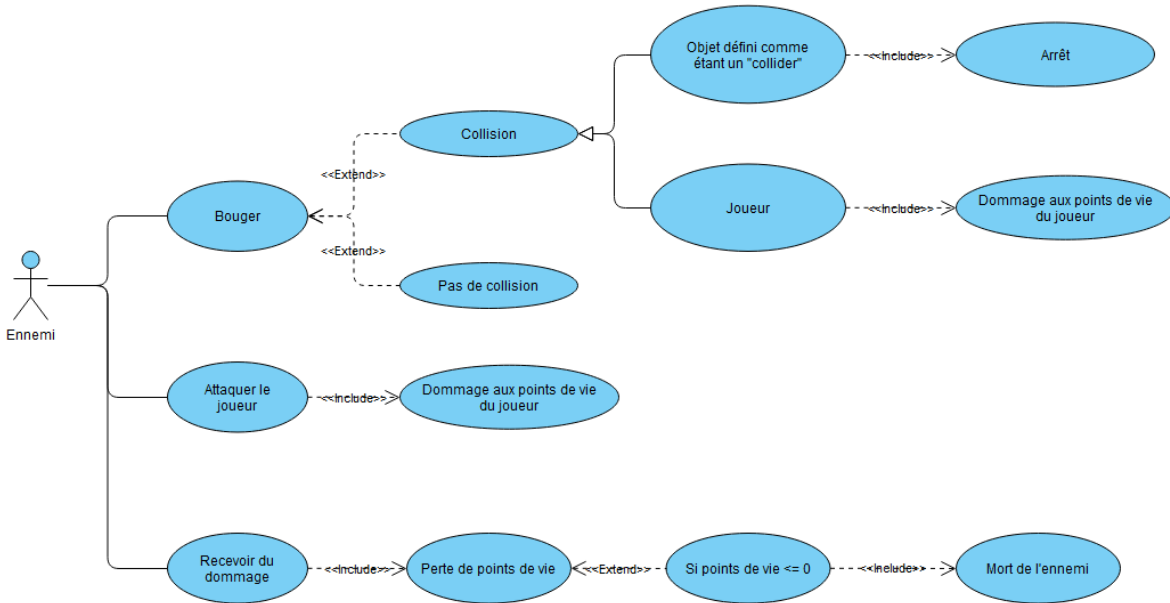 Objet défini comme
étant un "collider"
<<Include>>
Arrêt
Collision
<<Extend>>
Bouger
Joueur
<<Include>>
Dommage aux points de vie
du joueur
<<Extend>>
Pas de collision
Ennemi
Attaquer le
joueur
<<Include>>
Dommage aux points de vie
du joueur
Recevoir du
dommage
<<Include>>
Perte de points de vie
<<Extend>>
Si points de vie <= 0
<<Include>>
Mort de l'ennemi